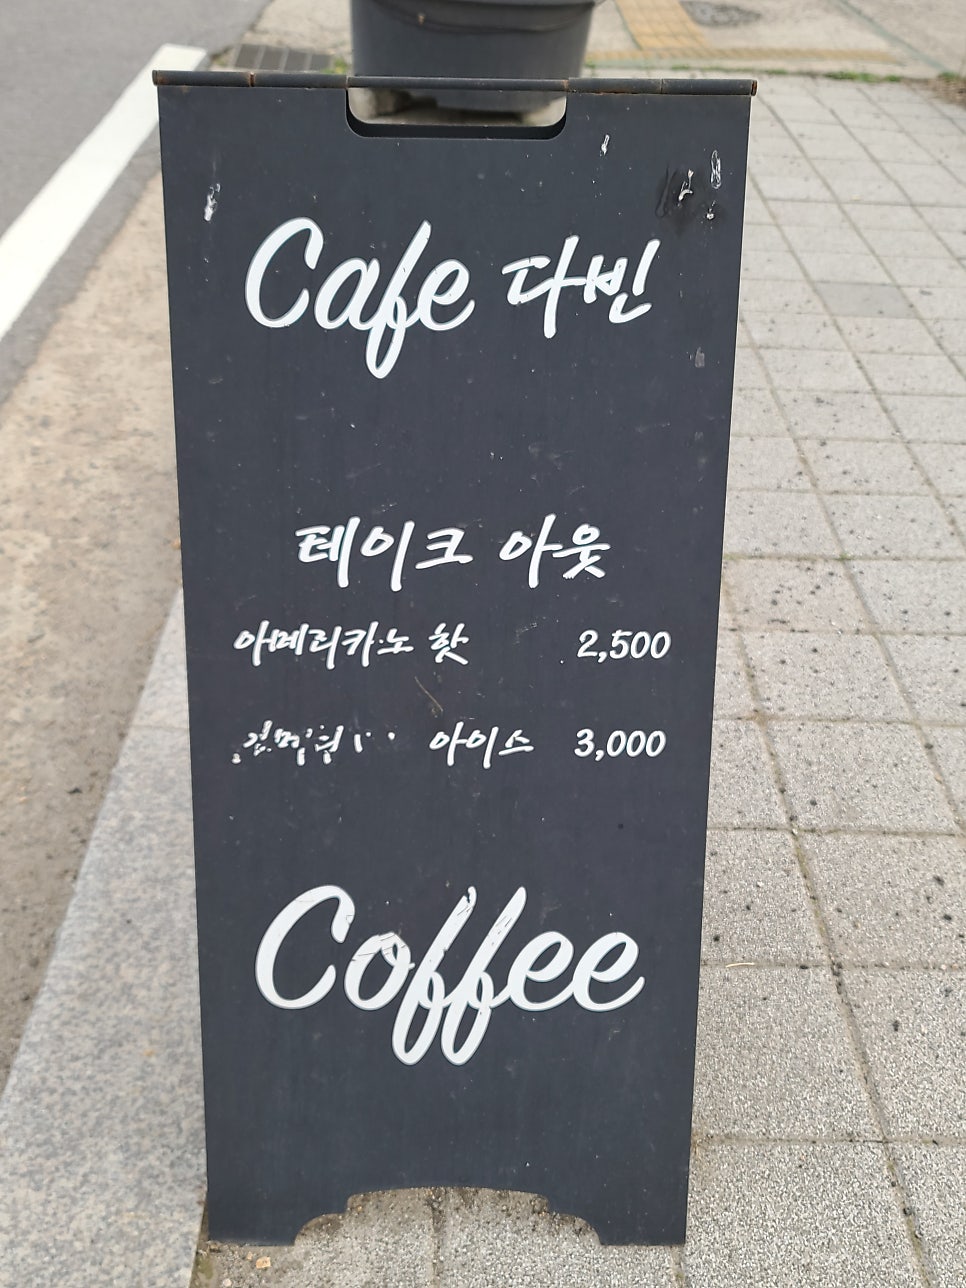 Cafe 다빈
테이크 아웃
아메리카노 핫 2,500
아이스 3,000
Coffee